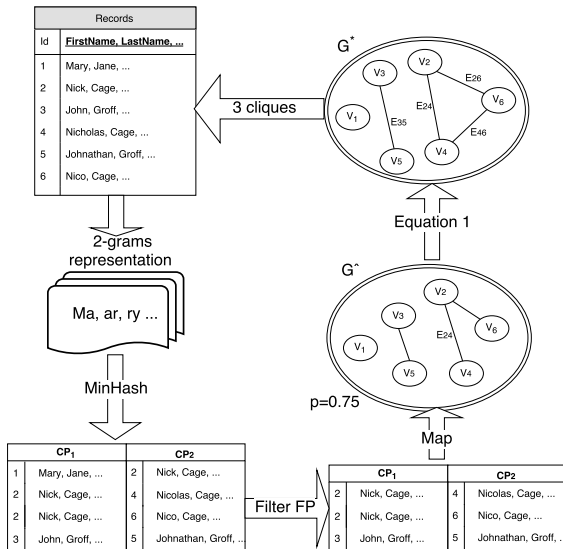 Records
Id FirstName, LastName, ...
1 Mary, Jane, ...
2 Nick, Cage, ...
3 John, Groff, ...
4 Nicholas, Cage, ...
5 Johnathan, Groff, ...
6 Nico, Cage, ...
3 cliques
G*
V1
V3
E35
V5
V2
E26
E24
V6
E46
V4
2-grams
representation
Ma, ar, ry ...
MinHash
Equation 1
G^
V1
V3
V5
V2
E24
V6
V4
p=0.75
Map
CP1 CP2
1 Mary, Jane, ... 2 Nick, Cage, ...
2 Nick, Cage, ... 4 Nicolas, Cage, ...
2 Nick, Cage, ... 6 Nico, Cage, ...
3 John, Groff, ... 5 Johnathan, Groff, ...
Filter FP
CP1 CP2
2 Nick, Cage, ... 4 Nicolas, Cage, ...
2 Nick, Cage, ... 6 Nico, Cage, ...
3 John, Groff, ... 5 Johnathan, Groff, ..